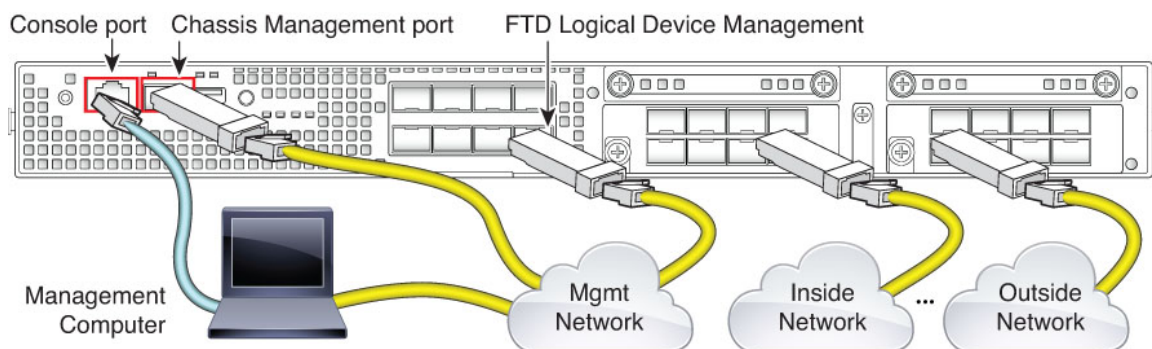 Console port
Chassis Management port
FTD Logical Device Management
Management
Computer
Mgmt
Network
Inside
Network
...
Outside
Network